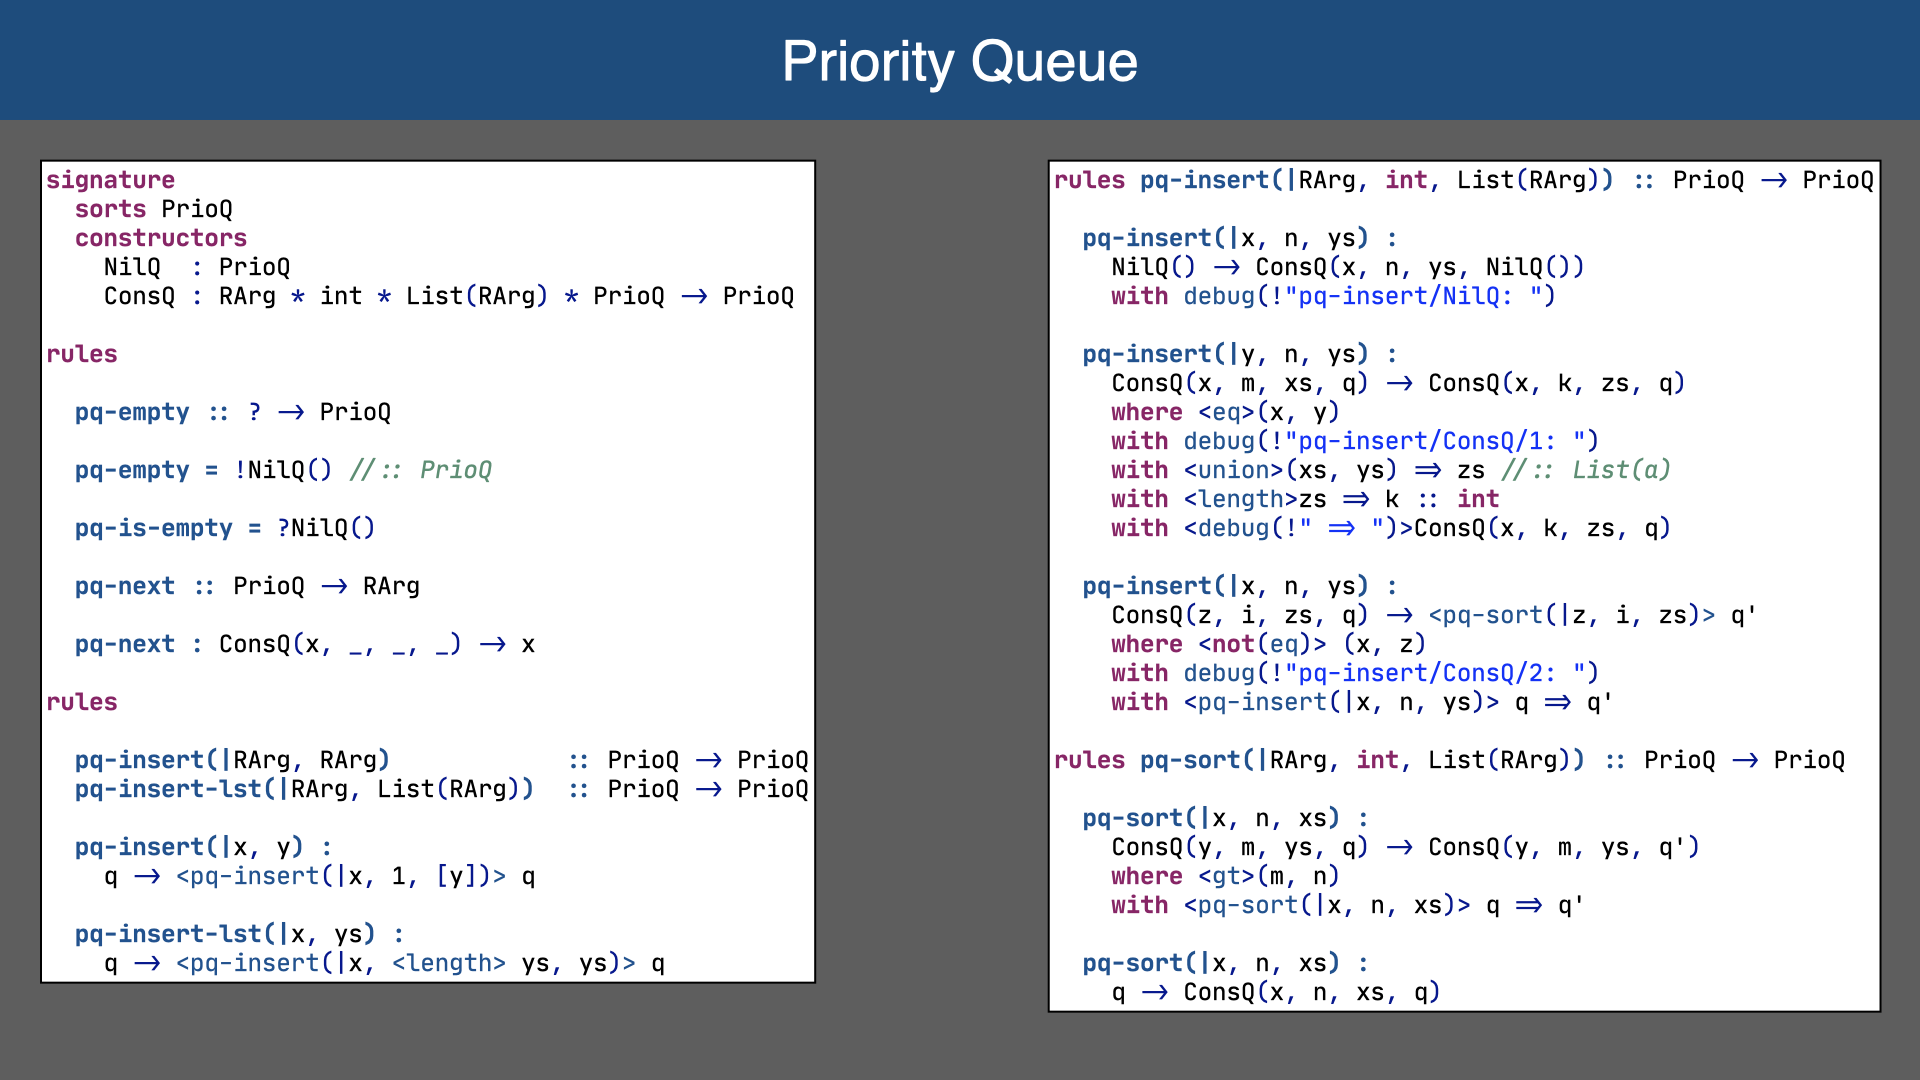 Priority Queue
signature
  sorts PrioQ
  constructors
    NilQ  : PrioQ
    ConsQ : RArg * int * List(RArg) * PrioQ → PrioQ
rules
  pq-empty :: ? → PrioQ
  pq-empty = !NilQ() //:: PrioQ
  pq-is-empty = ?NilQ()
  pq-next :: PrioQ → RArg
  pq-next : ConsQ(x, _, _, _) → x
rules
  pq-insert(|RArg, RArg)            :: PrioQ → PrioQ
  pq-insert-lst(|RArg, List(RArg))  :: PrioQ → PrioQ
  pq-insert(|x, y) :
    q → <pq-insert(|x, 1, [y])> q
  pq-insert-lst(|x, ys) :
    q → <pq-insert(|x, <length> ys, ys)> q
rules pq-insert(|RArg, int, List(RArg)) :: PrioQ → PrioQ
  pq-insert(|x, n, ys) :
    NilQ() → ConsQ(x, n, ys, NilQ())
    with debug(!"pq-insert/NilQ: ")
  pq-insert(|y, n, ys) :
    ConsQ(x, m, xs, q) → ConsQ(x, k, zs, q)
    where <eq>(x, y)
    with debug(!"pq-insert/ConsQ/1: ")
    with <union>(xs, ys) ⇒ zs //:: List(a)
    with <length>zs ⇒ k :: int
    with <debug(!" ⇒ ")>ConsQ(x, k, zs, q)
  pq-insert(|x, n, ys) :
    ConsQ(z, i, zs, q) → <pq-sort(|z, i, zs)> q'
    where <not(eq)> (x, z)
    with debug(!"pq-insert/ConsQ/2: ")
    with <pq-insert(|x, n, ys)> q ⇒ q'
rules pq-sort(|RArg, int, List(RArg)) :: PrioQ → PrioQ
  pq-sort(|x, n, xs) :
    ConsQ(y, m, ys, q) → ConsQ(y, m, ys, q')
    where <gt>(m, n)
    with <pq-sort(|x, n, xs)> q ⇒ q'
  pq-sort(|x, n, xs) :
    q → ConsQ(x, n, xs, q)